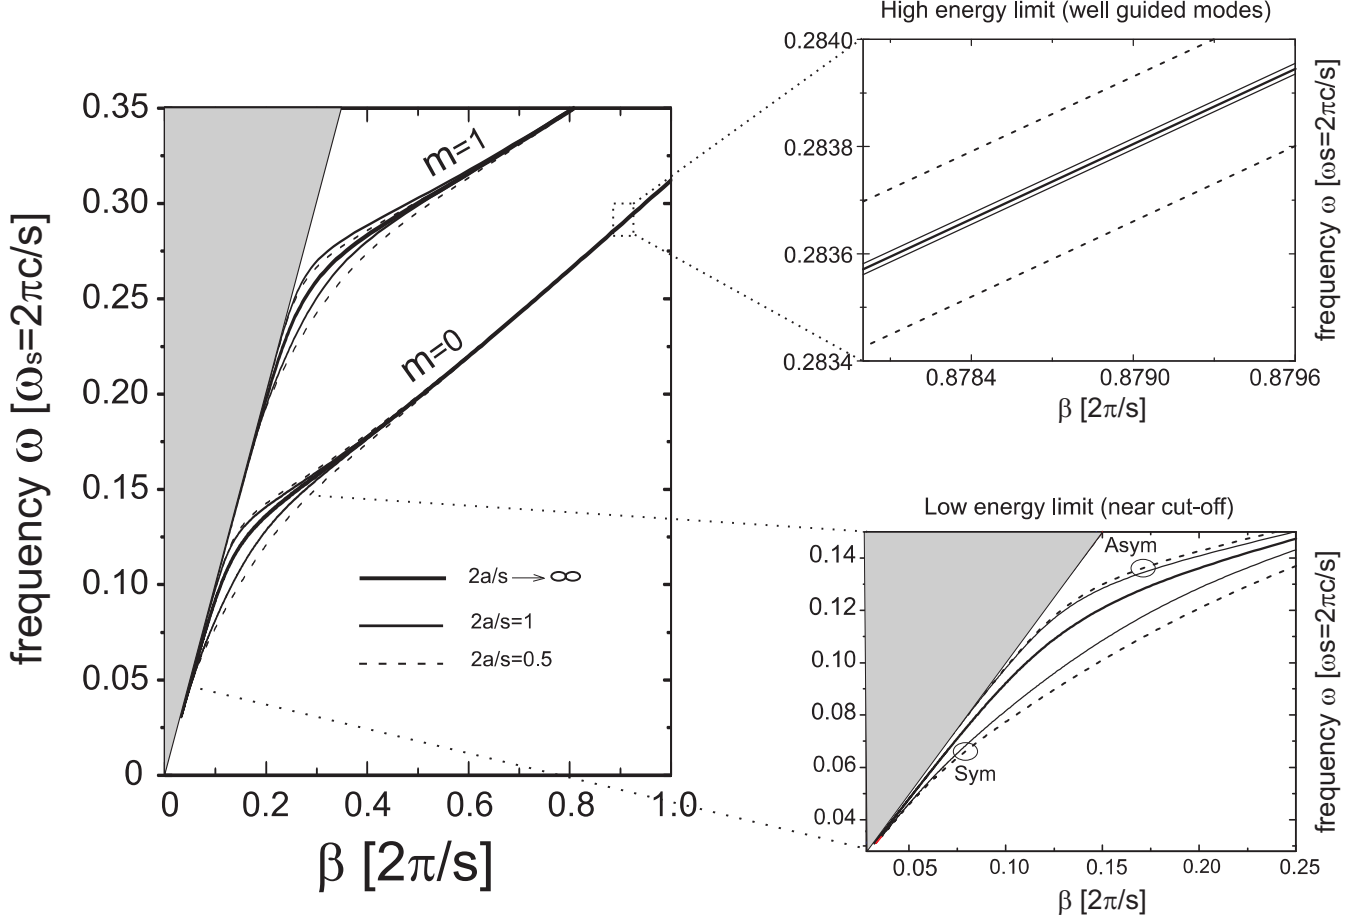 High energy limit (well guided modes)
0.2840
0.2838
0.2836
0.2834
0.8784
0.8790
0.8796
β [2π/s]
frequency ω [ωs=2πc/s]
0.35
0.30
0.25
0.20
0.15
0.10
0.05
0
0
0.2
0.4
0.6
0.8
1.0
β [2π/s]
frequency ω [ωs=2πc/s]
m=1
m=0
2a/s → ∞
2a/s=1
2a/s=0.5
Low energy limit (near cut-off)
Asym
Sym
0.14
0.12
0.10
0.08
0.06
0.04
0.05
0.10
0.15
0.20
0.25
β [2π/s]
frequency ω [ωs=2πc/s]